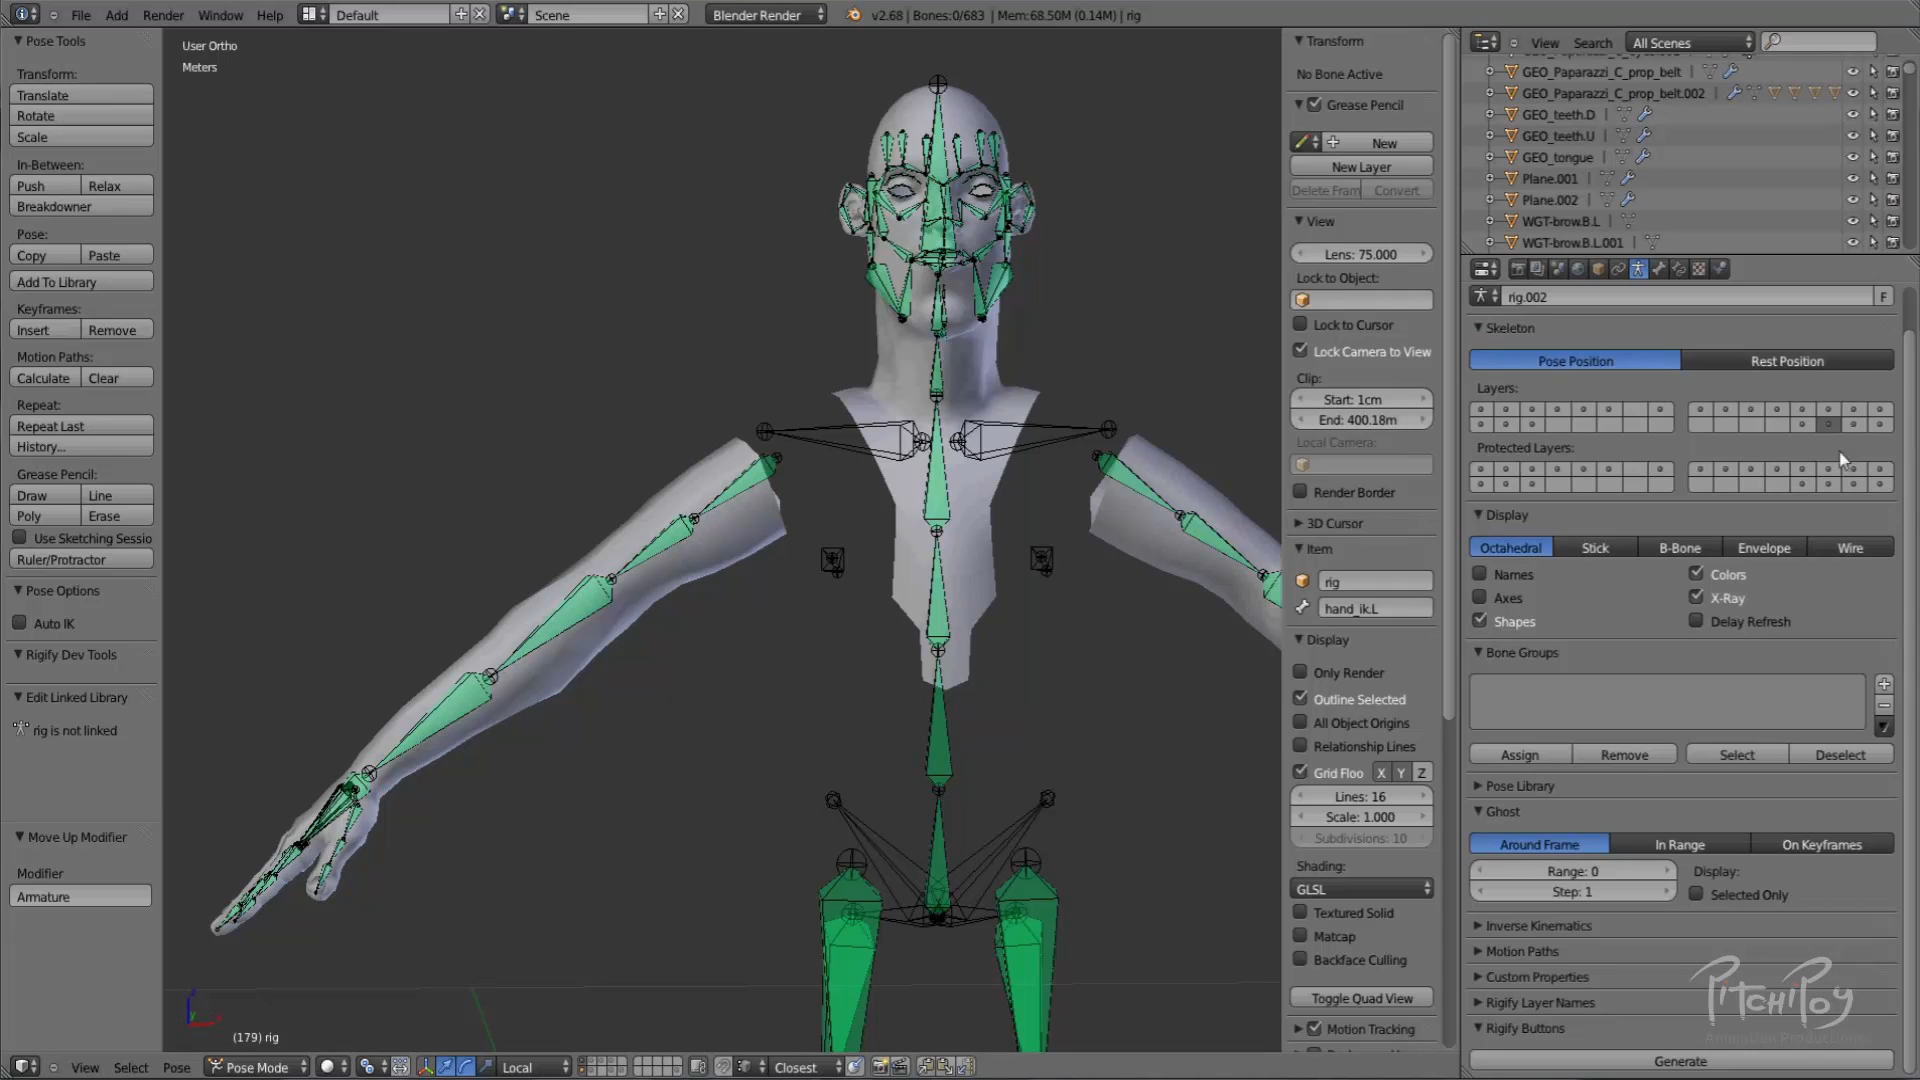 File Add Render Window Help
Default
Scene
Blender Render
v2.68 | Bones:0/683 | Mem:68.50M (0.14M) | rig
Pose Tools
Transform:
Translate
Rotate
Scale
In-Between:
Push Relax
Breakdowner
Pose:
Copy Paste
Add To Library
Keyframes:
Insert Remove
Motion Paths:
Calculate Clear
Repeat:
Repeat Last
History...
Grease Pencil:
Draw Line
Poly Erase
Use Sketching Sessio
Ruler/Protractor
Pose Options
Auto IK
Rigify Dev Tools
Edit Linked Library
rig is not linked
Move Up Modifier
Modifier
Armature
User Ortho
Meters
(179) rig
View Select Pose
Pose Mode
Local
Closest
Transform
No Bone Active
Grease Pencil
New
New Layer
Delete Fram Convert
View
Lens: 75.000
Lock to Object:
Lock to Cursor
Lock Camera to View
Clip:
Start: 1cm
End: 400.18m
Local Camera:
Render Border
3D Cursor
Item
rig
hand_ik.L
Display
Only Render
Outline Selected
All Object Origins
Relationship Lines
Grid Floo X Y Z
Lines: 16
Scale: 1.000
Subdivisions: 10
Shading:
GLSL
Textured Solid
Matcap
Backface Culling
Toggle Quad View
Motion Tracking
View Search All Scenes
GEO_Paparazzi_C_prop_belt
GEO_Paparazzi_C_prop_belt.002
GEO_teeth.D
GEO_teeth.U
GEO_tongue
Plane.001
Plane.002
WGT-brow.B.L
WGT-brow.B.L.001
rig.002 F
Skeleton
Pose Position Rest Position
Layers:
Protected Layers:
Display
Octahedral Stick B-Bone Envelope Wire
Names Colors
Axes X-Ray
Shapes Delay Refresh
Bone Groups
Assign Remove Select Deselect
Pose Library
Ghost
Around Frame In Range On Keyframes
Range: 0 Display:
Step: 1 Selected Only
Inverse Kinematics
Motion Paths
Custom Properties
Rigify Layer Names
Rigify Buttons
Generate
PitchiPoy
Animation Productions